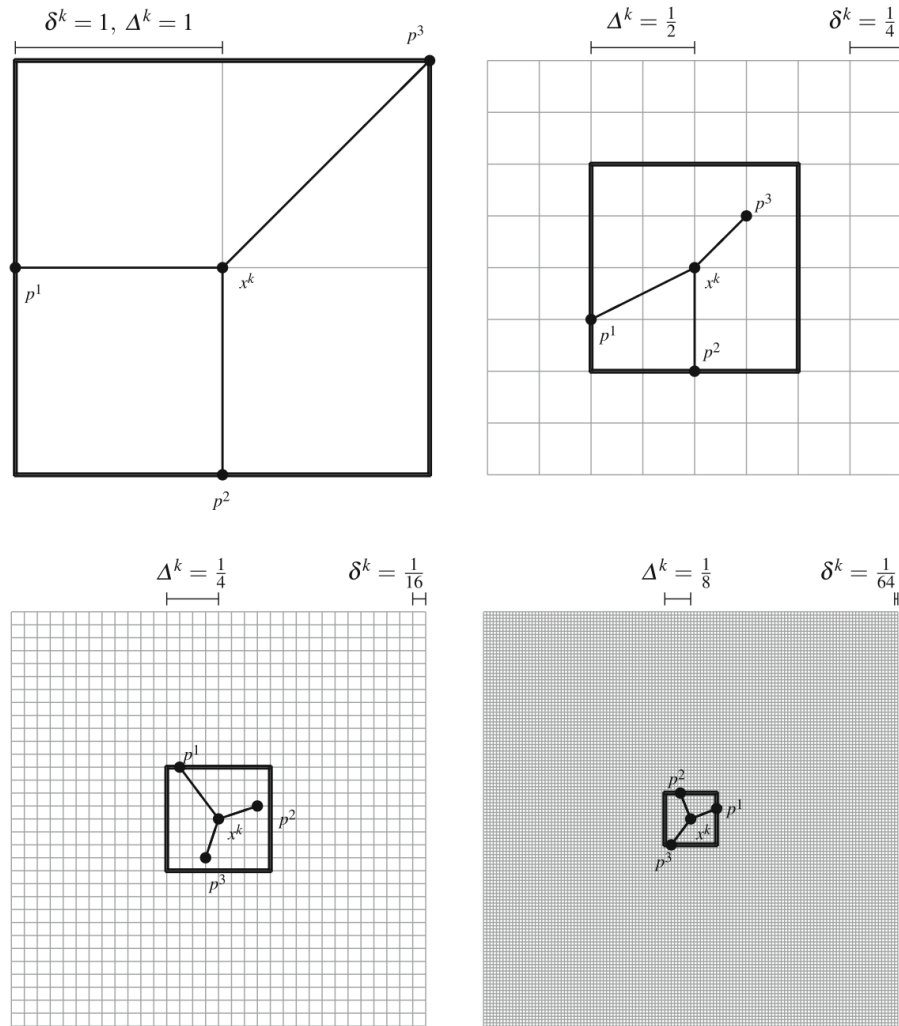 δ^k = 1, Δ^k = 1
p^3
p^1
x^k
p^2
Δ^k = 1/2
δ^k = 1/4
p^3
x^k
p^1
p^2
Δ^k = 1/4
δ^k = 1/16
p^1
p^2
x^k
p^3
Δ^k = 1/8
δ^k = 1/64
p^2
p^1
x^k
p^3